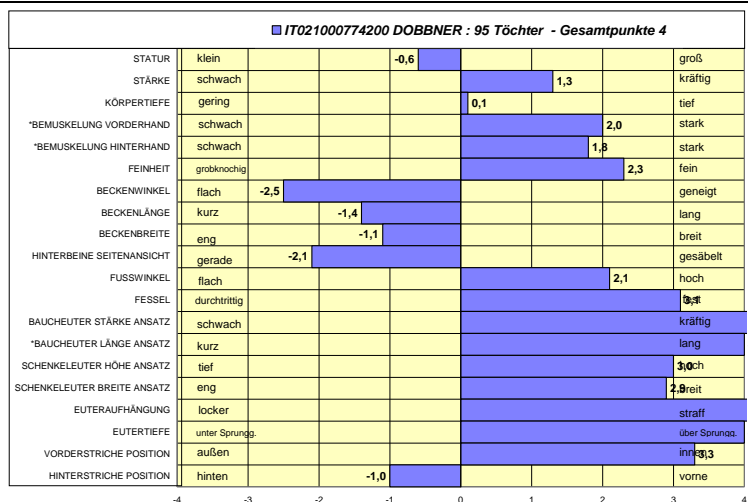 IT021000774200 DOBBNER : 95 Töchter - Gesamtpunkte 4
STATUR klein -0,6 groß
STÄRKE schwach 1,3 kräftig
KÖRPERTIEFE gering 0,1 tief
*BEMUSKELUNG VORDERHAND schwach 2,0 stark
*BEMUSKELUNG HINTERHAND schwach 1,8 stark
FEINHEIT grobknochig 2,3 fein
BECKENWINKEL flach -2,5 geneigt
BECKENLÄNGE kurz -1,4 lang
BECKENBREITE eng -1,1 breit
HINTERBEINE SEITENANSICHT gerade -2,1 gesäbelt
FUSSWINKEL flach 2,1 hoch
FESSEL durchtrittig 3,1 fest
BAUCHEUTER STÄRKE ANSATZ schwach kräftig
*BAUCHEUTER LÄNGE ANSATZ kurz lang
SCHENKELEUTER HÖHE ANSATZ tief 3,0 hoch
SCHENKELEUTER BREITE ANSATZ eng 2,9 breit
EUTERAUFHÄNGUNG locker straff
EUTERTIEFE unter Sprungg. über Sprungg.
VORDERSTRICHE POSITION außen 3,3 innen
HINTERSTRICHE POSITION hinten -1,0 vorne
-4 -3 -2 -1 0 1 2 3 4